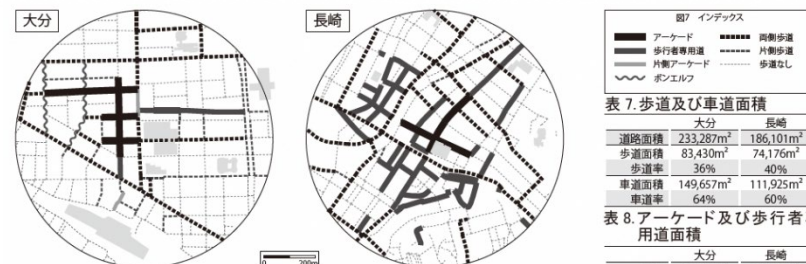 大分
長崎
図7 インデックス
アーケード
両側歩道
歩行者専用道
片側歩道
片側アーケード
歩道なし
ボンエルフ
表 7. 歩道及び車道面積
大分 長崎
道路面積 233,287m² 186,101m²
歩道面積 83,430m² 74,176m²
歩道率 36% 40%
車道面積 149,657m² 111,925m²
車道率 64% 60%
表 8. アーケード及び歩行者
用道面積
大分 長崎
0 200m